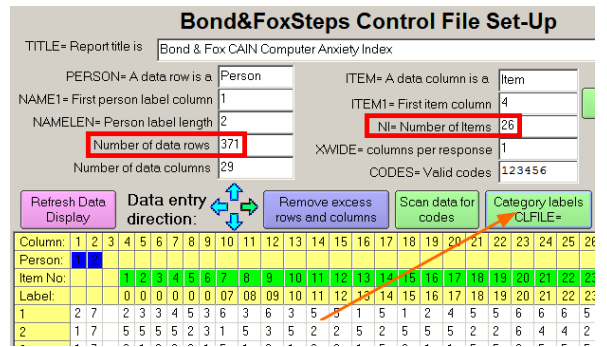 Bond&FoxSteps Control File Set-Up
TITLE= Report title is Bond & Fox CAIN Computer Anxiety Index
PERSON= A data row is a Person
ITEM= A data column is a Item
NAME1= First person label column 1
ITEM1= First item column 4
NAMELEN= Person label length 2
NI= Number of Items 26
Number of data rows 371
XWIDE= columns per response 1
Number of data columns 29
CODES= Valid codes 123456
Refresh Data Display
Data entry direction:
Remove excess rows and columns
Scan data for codes
Category labels CLFILE=
Column: 1 2 3 4 5 6 7 8 9 10 11 12 13 14 15 16 17 18 19 20 21 22 23 24 25 26
Person: 1 2
Item No: 1 2 3 4 5 6 7 8 9 10 11 12 13 14 15 16 17 18 19 20 21 22 23
Label: 0 0 0 0 0 0 07 08 09 10 11 12 13 14 15 16 17 18 19 20 21 22 23
1 2 7 2 3 3 4 5 3 6 3 6 3 5 5 1 5 1 2 4 5 5 6 6 6 5
2 1 7 5 5 5 5 2 3 1 5 3 5 2 2 5 2 5 2 5 5 2 6 4 4 2